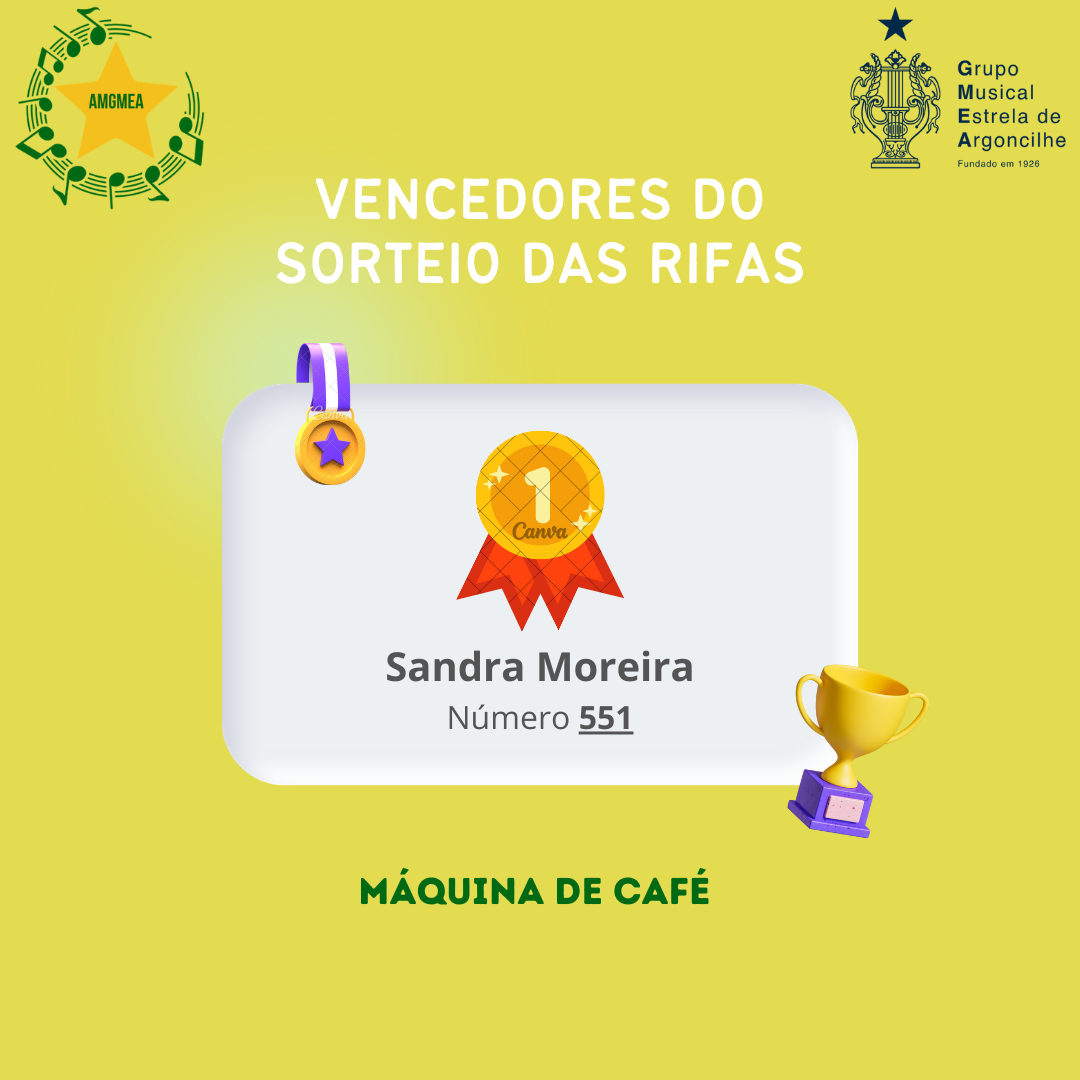 AMGMEA
Grupo
Musical
Estrela de
Argoncilhe
Fundado em 1926
VENCEDORES DO
SORTEIO DAS RIFAS
1
Canva
Sandra Moreira
Número 551
MÁQUINA DE CAFÉ